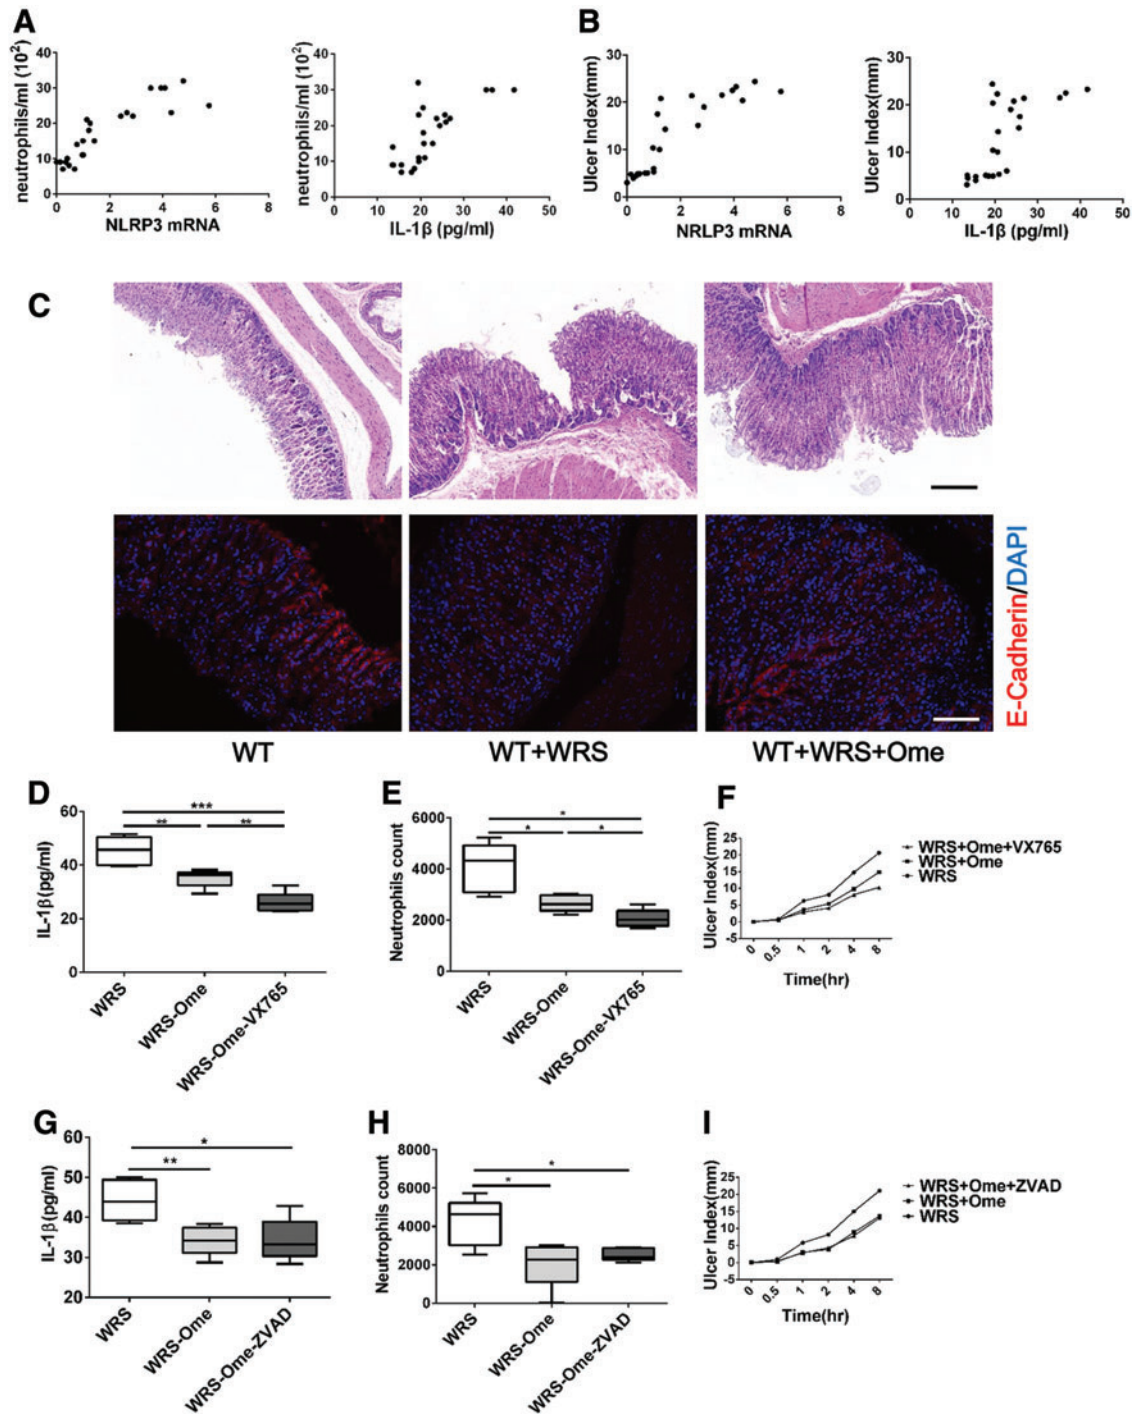 A
B
neutrophils/ml (10²)
40
30
20
10
0
0
2
4
6
8
NLRP3 mRNA
neutrophils/ml (10²)
40
30
20
10
0
0
10
20
30
40
50
IL-1β (pg/ml)
Ulcer Index(mm)
30
20
10
0
0
2
4
6
8
NRLP3 mRNA
Ulcer Index(mm)
30
20
10
0
0
10
20
30
40
50
IL-1β (pg/ml)
C
E-Cadherin/DAPI
WT
WT+WRS
WT+WRS+Ome
D
IL-1β(pg/ml)
60
40
20
0
***
**
**
WRS
WRS-Ome
WRS-Ome-VX765
E
Neutrophils count
6000
4000
2000
0
*
*
*
WRS
WRS-Ome
WRS-Ome-VX765
F
Ulcer Index(mm)
25
20
15
10
5
0
-5
0
0.5
1
2
4
8
Time(hr)
WRS+Ome+VX765
WRS+Ome
WRS
G
IL-1β(pg/ml)
60
50
40
30
20
*
**
WRS
WRS-Ome
WRS-Ome-ZVAD
H
Neutrophils count
8000
6000
4000
2000
0
*
*
WRS
WRS-Ome
WRS-Ome-ZVAD
I
Ulcer Index(mm)
25
20
15
10
5
0
-5
0
0.5
1
2
4
8
Time(hr)
WRS+Ome+ZVAD
WRS+Ome
WRS